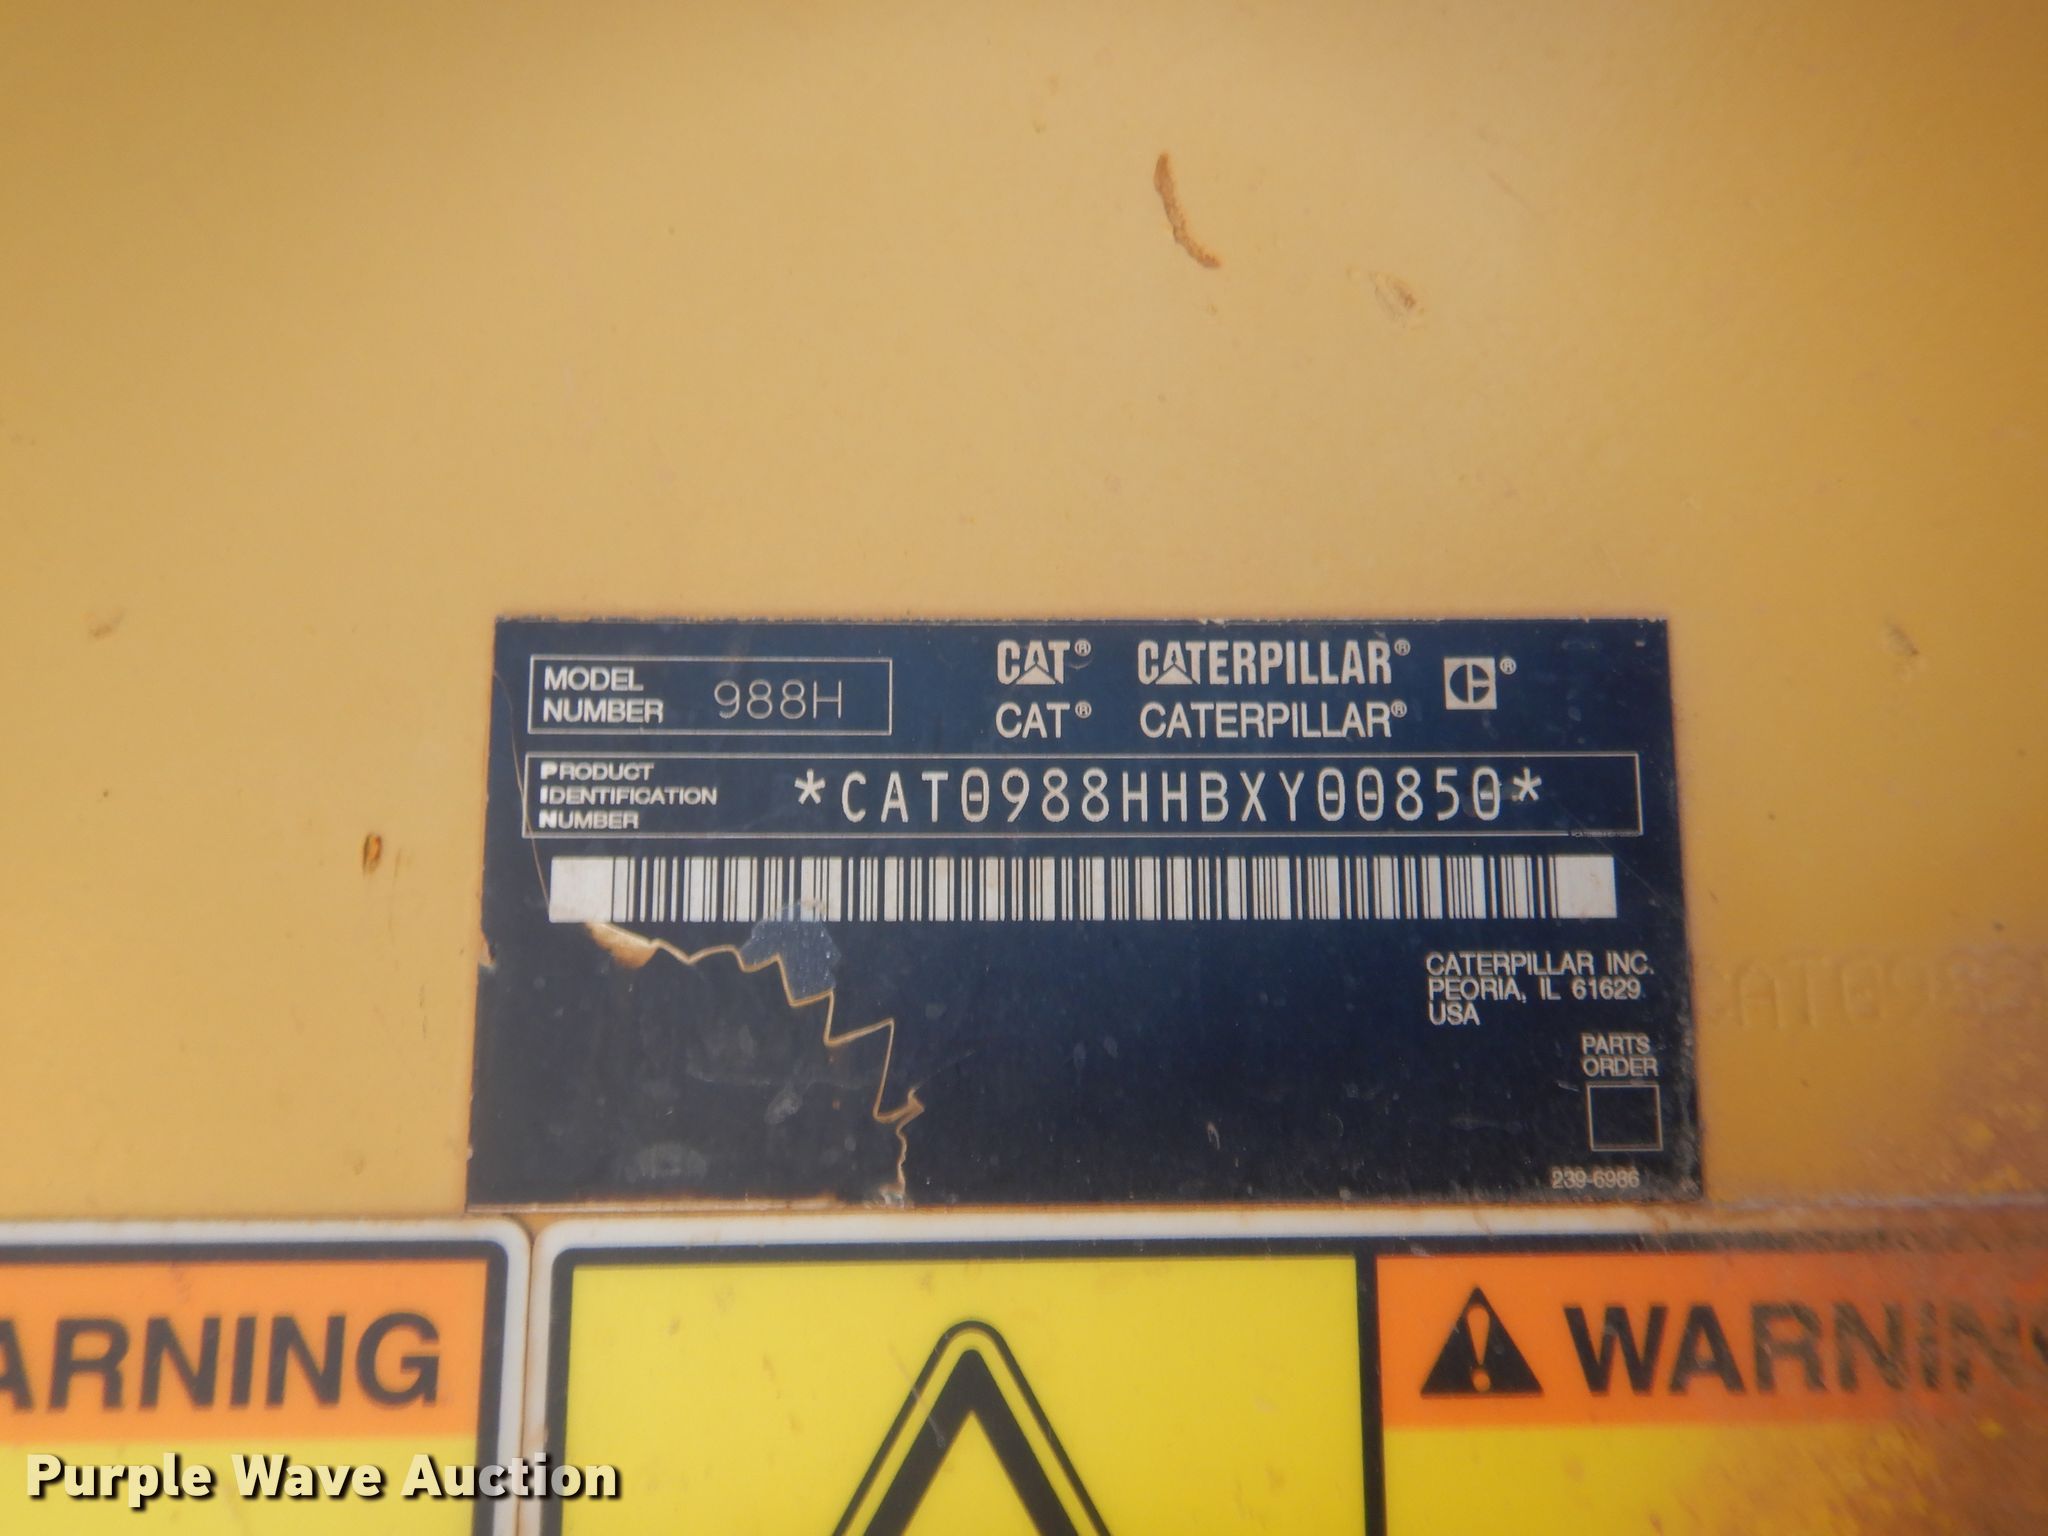 MODEL
NUMBER 988H
CAT® CATERPILLAR® ®
CAT® CATERPILLAR®
PRODUCT
IDENTIFICATION
NUMBER
*CAT0988HHBXY00850*
CATERPILLAR INC.
PEORIA, IL 61629
USA
PARTS
ORDER
239-6986
ARNING
WARNING
Purple Wave Auction